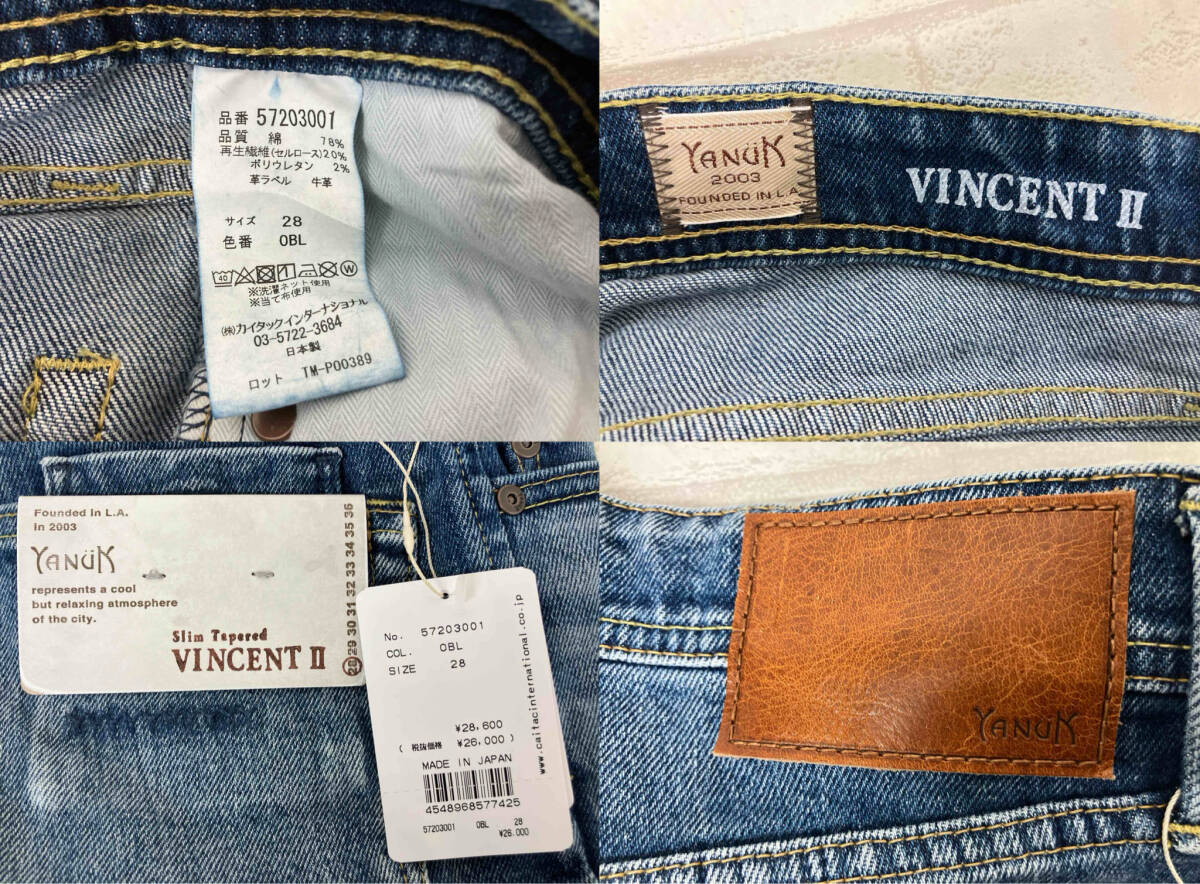 品番 57203001
品質 綿 78%
再生繊維(セルロース)20%
ポリウレタン 2%
革ラベル 牛革
サイズ 28
色番 0BL
40 W
※洗濯ネット使用
※当て布使用
㈱カイタックインターナショナル
03-5722-3684
日本製
ロット TM-P00389
YANÜK
2003
FOUNDED IN L.A
VINCENT II
Founded In L.A.
In 2003
YANÜK
represents a cool
but relaxing atmosphere
of the city.
Slim Tapered
VINCENT II
28 29 30 31 32 33 34 35 36
No. 57203001
COL. 0BL
SIZE 28
¥28,600
( 税抜価格 ¥26,000 )
MADE IN JAPAN
4548968577425
57203001 0BL 28
¥26,000
www.caitacinternational.co.jp
YANUK